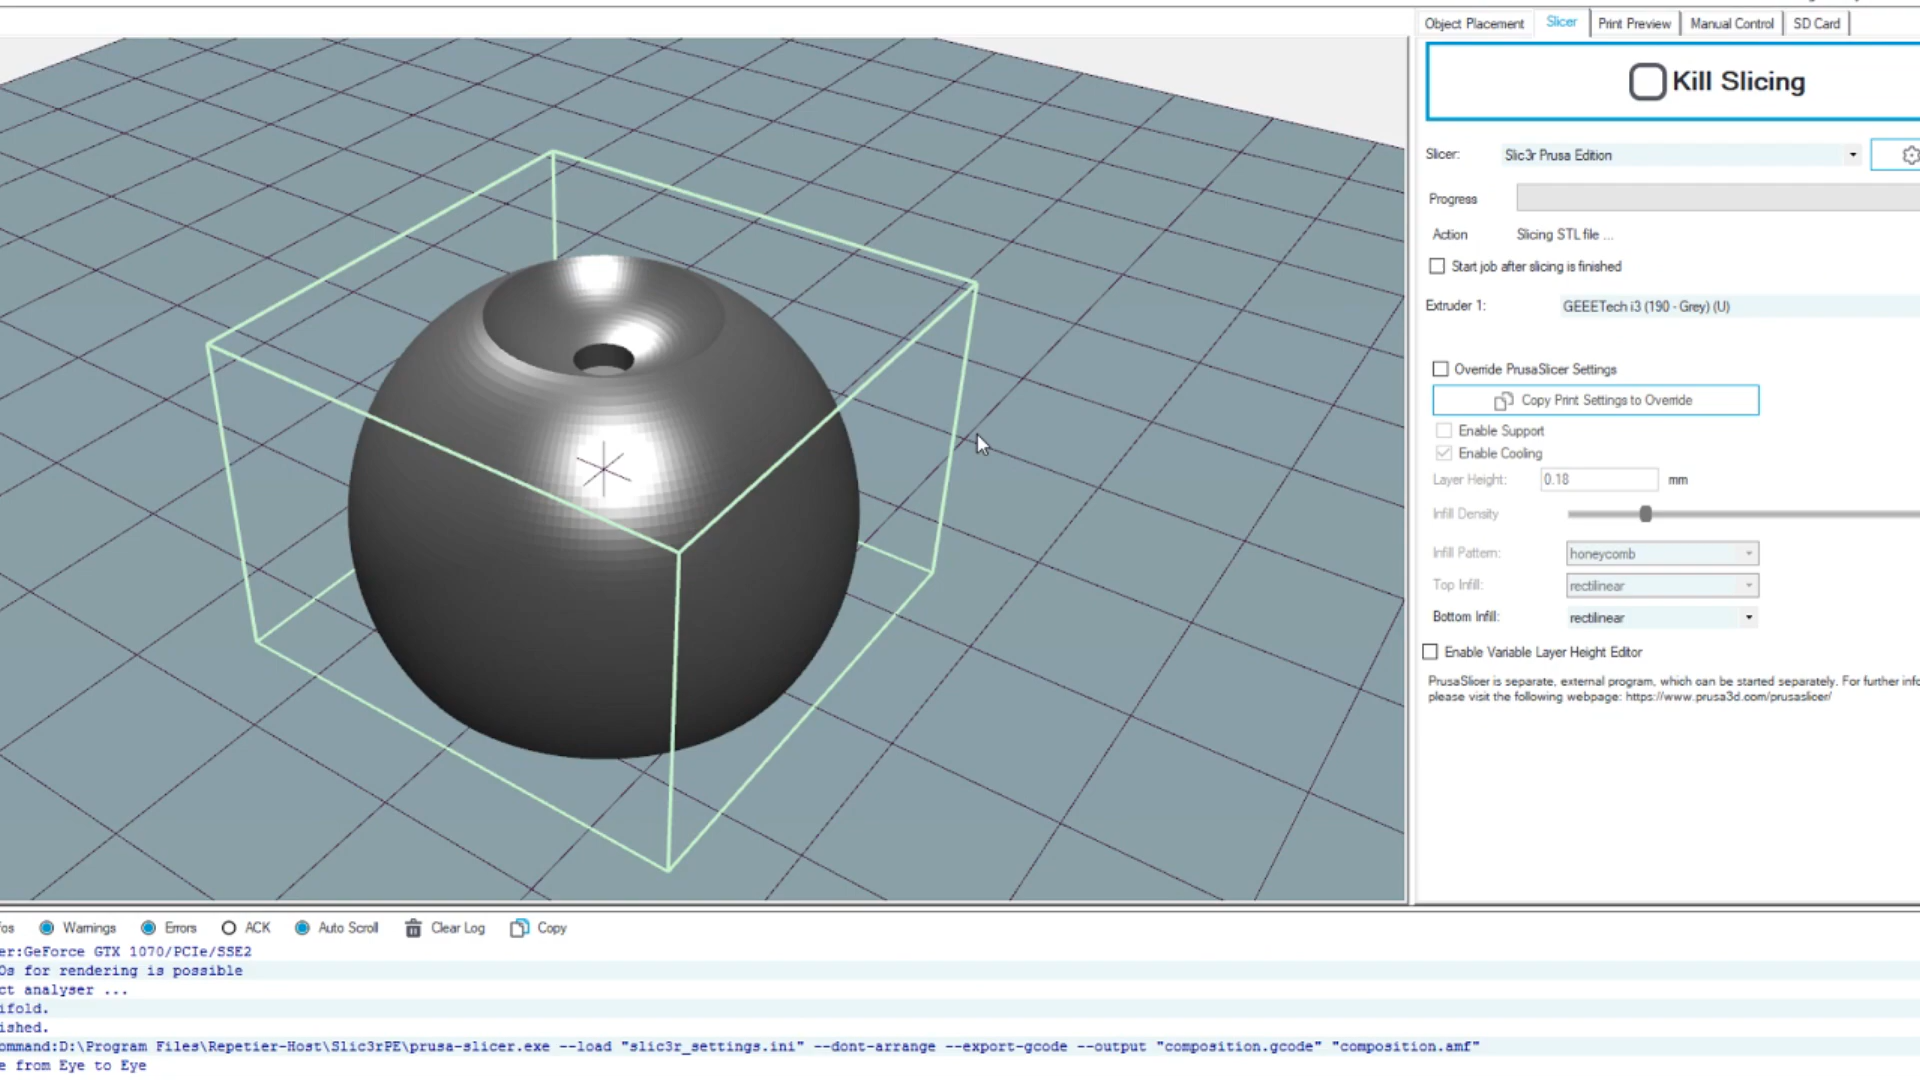 Object Placement Slicer Print Preview Manual Control SD Card
Kill Slicing
Slicer: Slic3r Prusa Edition
Progress
Action Slicing STL file ...
Start job after slicing is finished
Extruder 1: GEEETech i3 (190 - Grey) (U)
Override PrusaSlicer Settings
Copy Print Settings to Override
Enable Support
Enable Cooling
Layer Height: 0.18 mm
Infill Density
Infill Pattern: honeycomb
Top Infill: rectilinear
Bottom Infill: rectilinear
Enable Variable Layer Height Editor
PrusaSlicer is separate, external program, which can be started separately. For further info
please visit the following webpage: https://www.prusa3d.com/prusaslicer/
fos Warnings Errors ACK Auto Scroll Clear Log Copy
er:GeForce GTX 1070/PCIe/SSE2
Os for rendering is possible
ct analyser ...
ifold.
ished.
ommand:D:\Program Files\Repetier-Host\Slic3rPE\prusa-slicer.exe --load "slic3r_settings.ini" --dont-arrange --export-gcode --output "composition.gcode" "composition.amf"
e from Eye to Eye